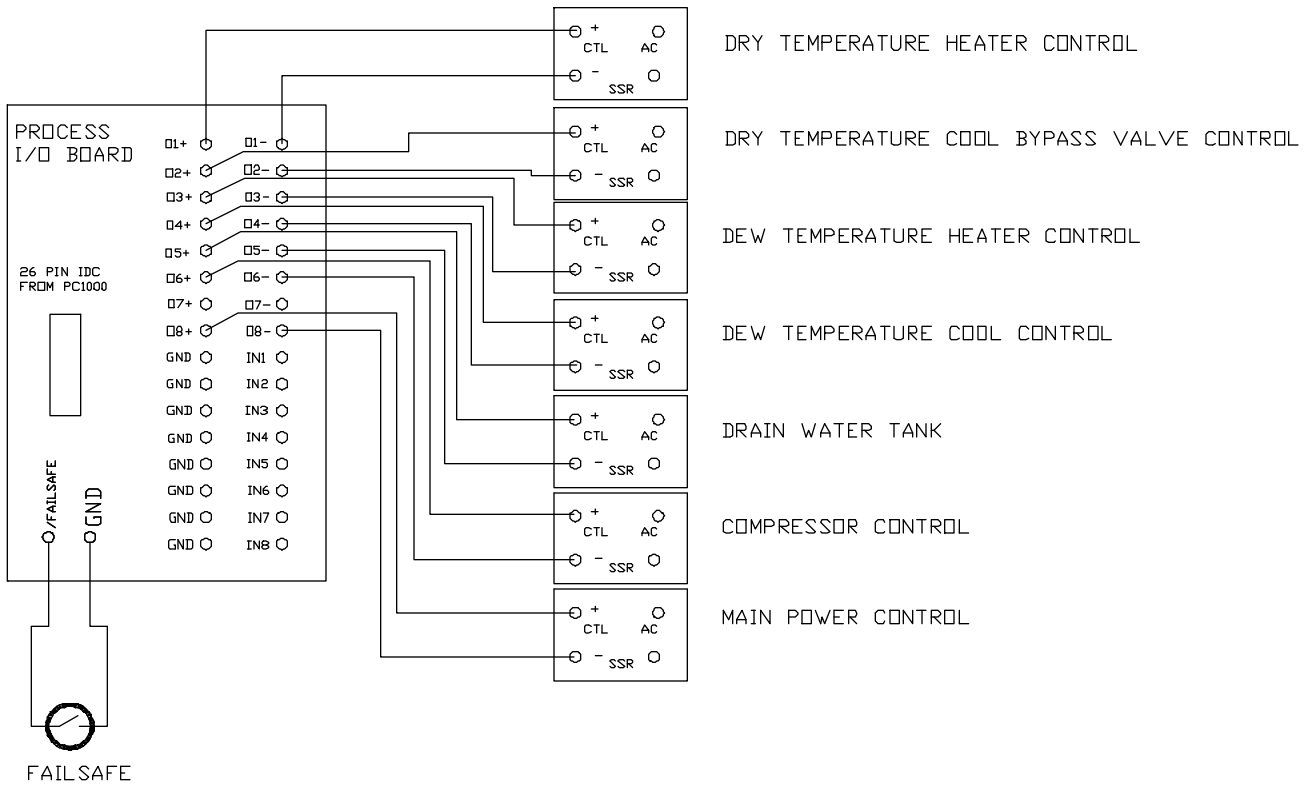 +
CTL AC
-
SSR
DRY TEMPERATURE HEATER CONTROL
+
CTL AC
-
SSR
DRY TEMPERATURE COOL BYPASS VALVE CONTROL
+
CTL AC
-
SSR
DEW TEMPERATURE HEATER CONTROL
+
CTL AC
-
SSR
DEW TEMPERATURE COOL CONTROL
+
CTL AC
-
SSR
DRAIN WATER TANK
+
CTL AC
-
SSR
COMPRESSOR CONTROL
+
CTL AC
-
SSR
MAIN POWER CONTROL
PROCESS
I/O BOARD
O1+ O1-
O2+ O2-
O3+ O3-
O4+ O4-
O5+ O5-
O6+ O6-
O7+ O7-
O8+ O8-
GND IN1
GND IN2
GND IN3
GND IN4
GND IN5
GND IN6
GND IN7
GND IN8
26 PIN IDC
FROM PC1000
/FAILSAFE
GND
FAILSAFE